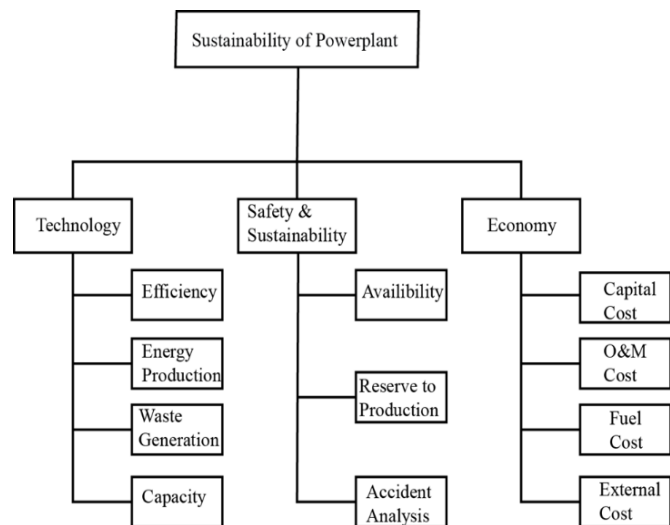 Sustainability of Powerplant
Technology
Safety &
Sustainability
Economy
Efficiency
Energy
Production
Waste
Generation
Capacity
Availibility
Reserve to
Production
Accident
Analysis
Capital
Cost
O&M
Cost
Fuel
Cost
External
Cost